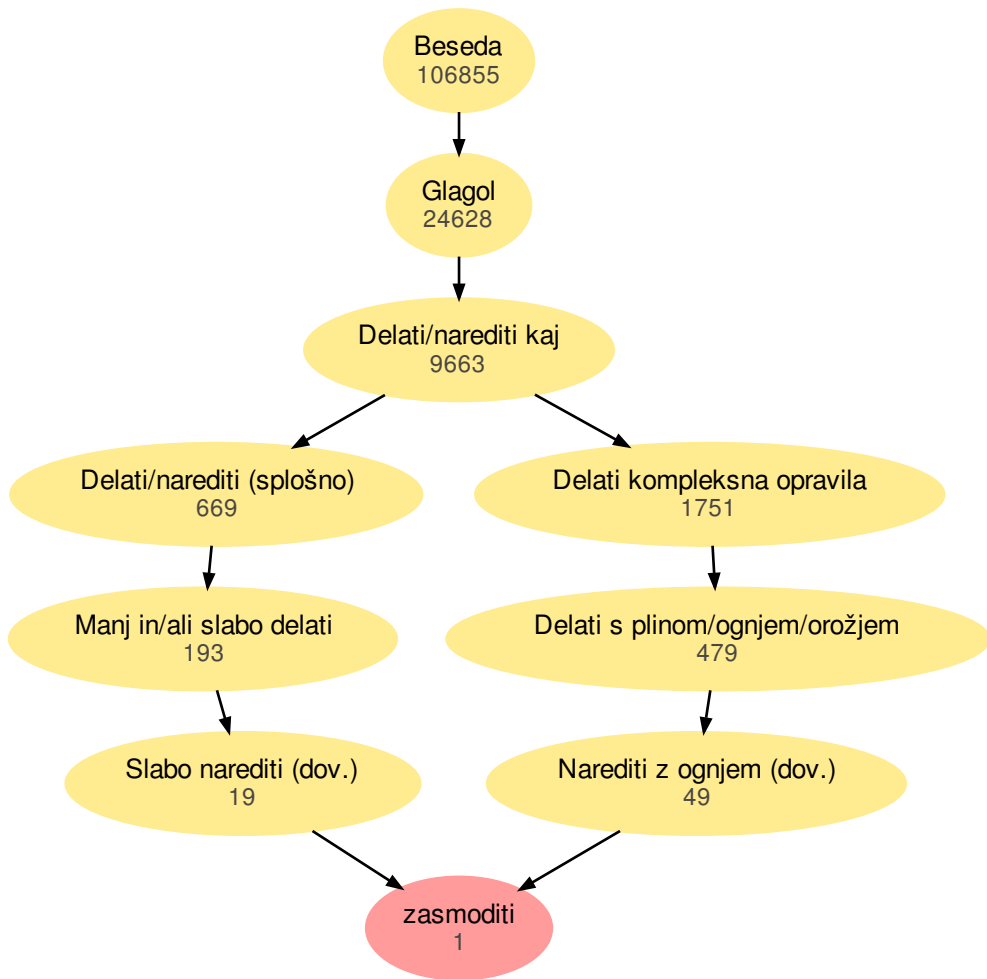 Beseda
106855
Glagol
24628
Delati/narediti kaj
9663
Delati/narediti (splošno)
669
Delati kompleksna opravila
1751
Manj in/ali slabo delati
193
Delati s plinom/ognjem/orožjem
479
Slabo narediti (dov.)
19
Narediti z ognjem (dov.)
49
zasmoditi
1